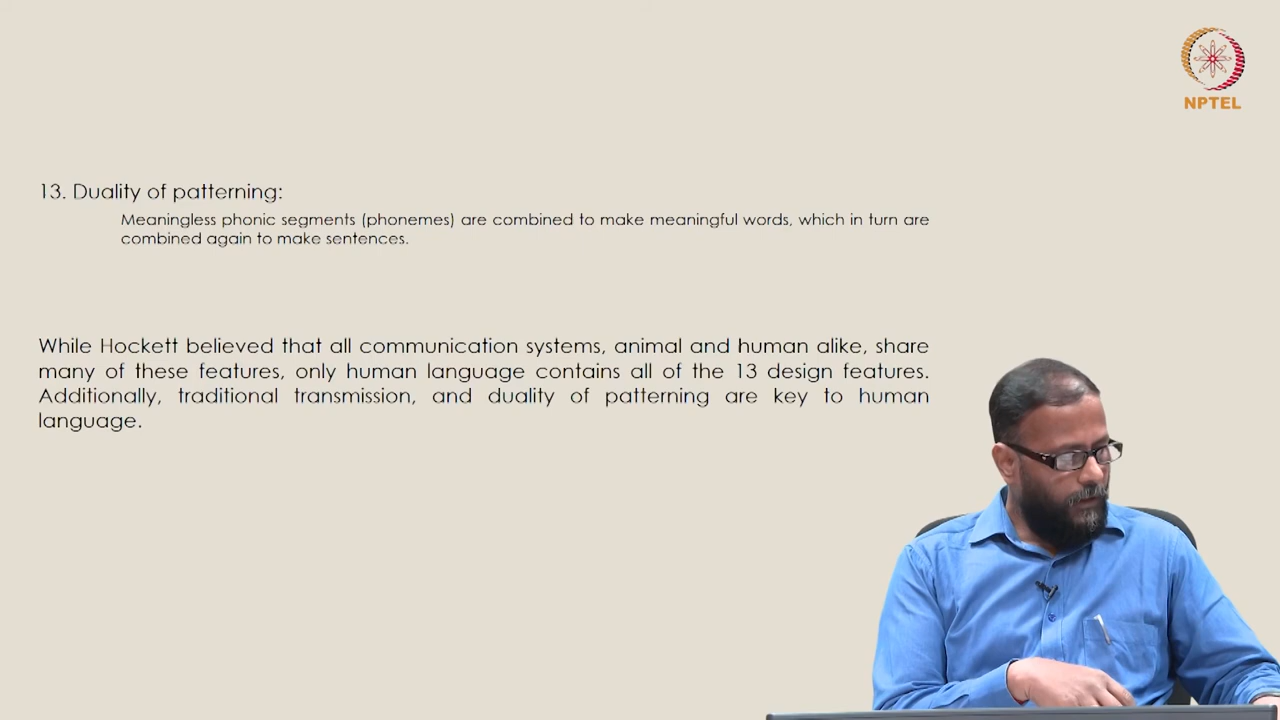 NPTEL
13. Duality of patterning:
Meaningless phonic segments (phonemes) are combined to make meaningful words, which in turn are
combined again to make sentences.
While Hockett believed that all communication systems, animal and human alike, share
many of these features, only human language contains all of the 13 design features.
Additionally, traditional transmission, and duality of patterning are key to human
language.